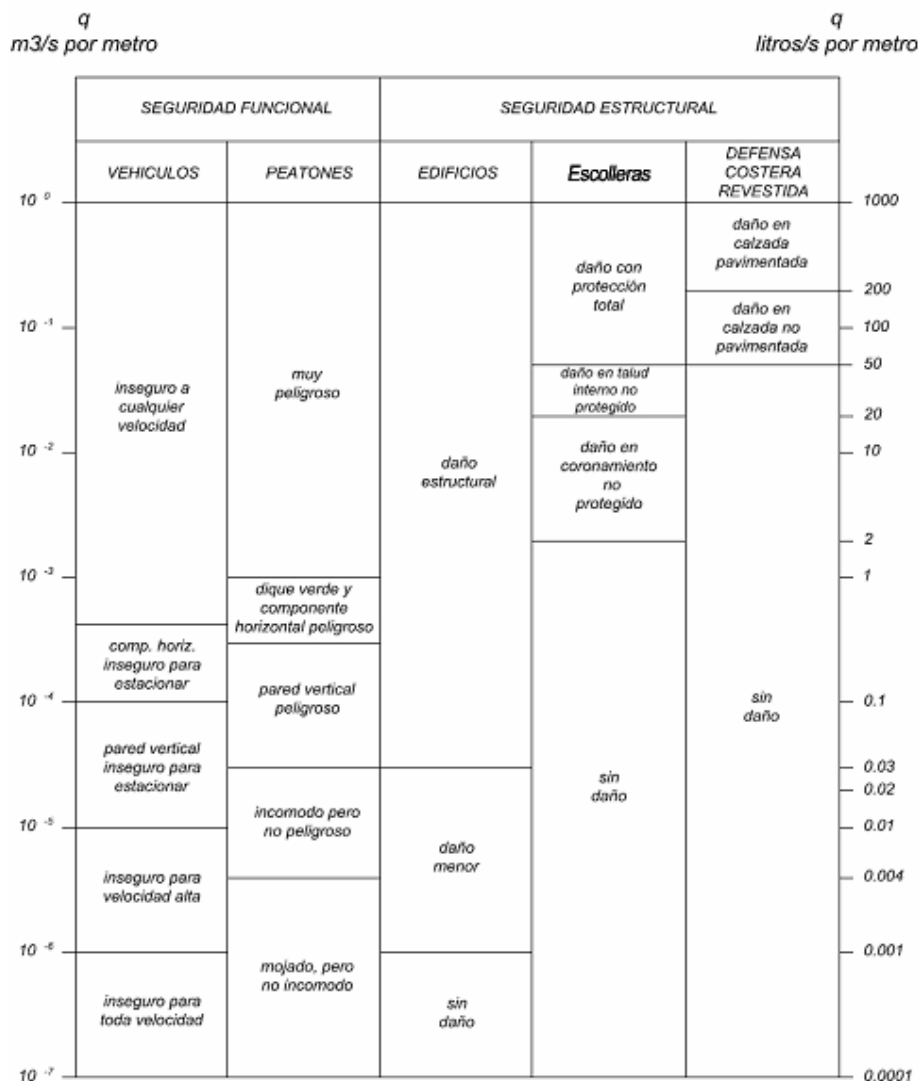 q
m3/s por metro
q
litros/s por metro
SEGURIDAD FUNCIONAL
SEGURIDAD ESTRUCTURAL
VEHICULOS
PEATONES
EDIFICIOS
Escolleras
DEFENSA
COSTERA
REVESTIDA
10 0
10 -1
10 -2
10 -3
10 -4
10 -5
10 -6
10 -7
inseguro a
cualquier
velocidad
comp. horiz.
inseguro para
estacionar
pared vertical
inseguro para
estacionar
inseguro para
velocidad alta
inseguro para
toda velocidad
muy
peligroso
dique verde y
componente
horizontal peligroso
pared vertical
peligroso
incomodo pero
no peligroso
mojado, pero
no incomodo
daño
estructural
daño
menor
sin
daño
daño con
protección
total
daño en talud
interno no
protegido
daño en
coronamiento
no
protegido
sin
daño
daño en
calzada
pavimentada
daño en
calzada no
pavimentada
sin
daño
1000
200
100
50
20
10
2
1
0.1
0.03
0.02
0.01
0.004
0.001
0.0001